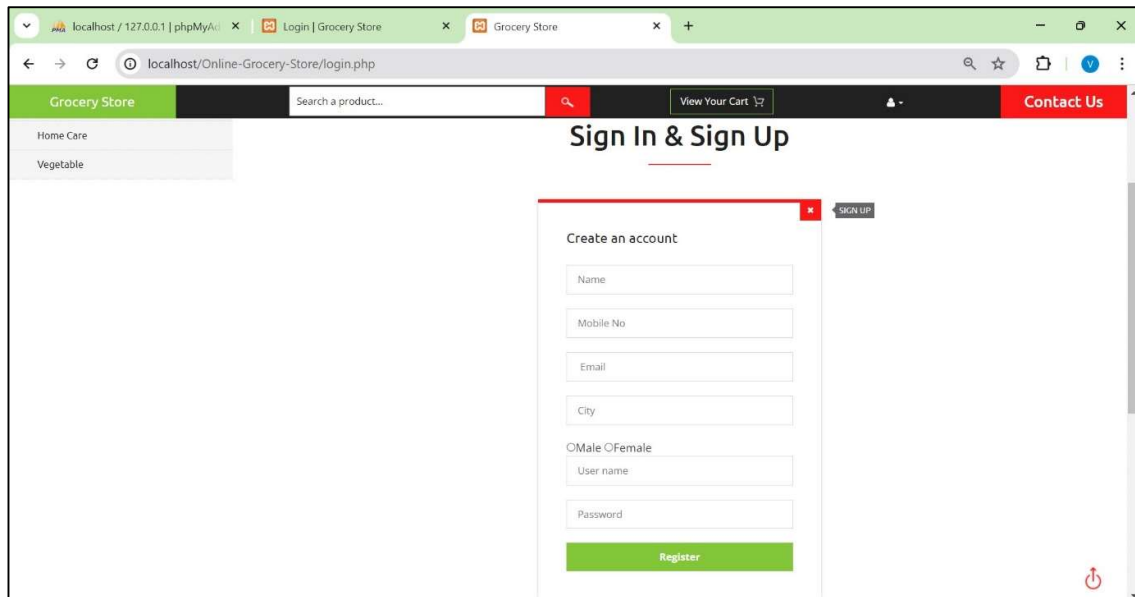 localhost / 127.0.0.1 | phpMyAd
Login | Grocery Store
Grocery Store
localhost/Online-Grocery-Store/login.php
V
Grocery Store
Search a product...
View Your Cart
Contact Us
Home Care
Vegetable
Sign In & Sign Up
SIGN UP
Create an account
Name
Mobile No
Email
City
Male Female
User name
Password
Register